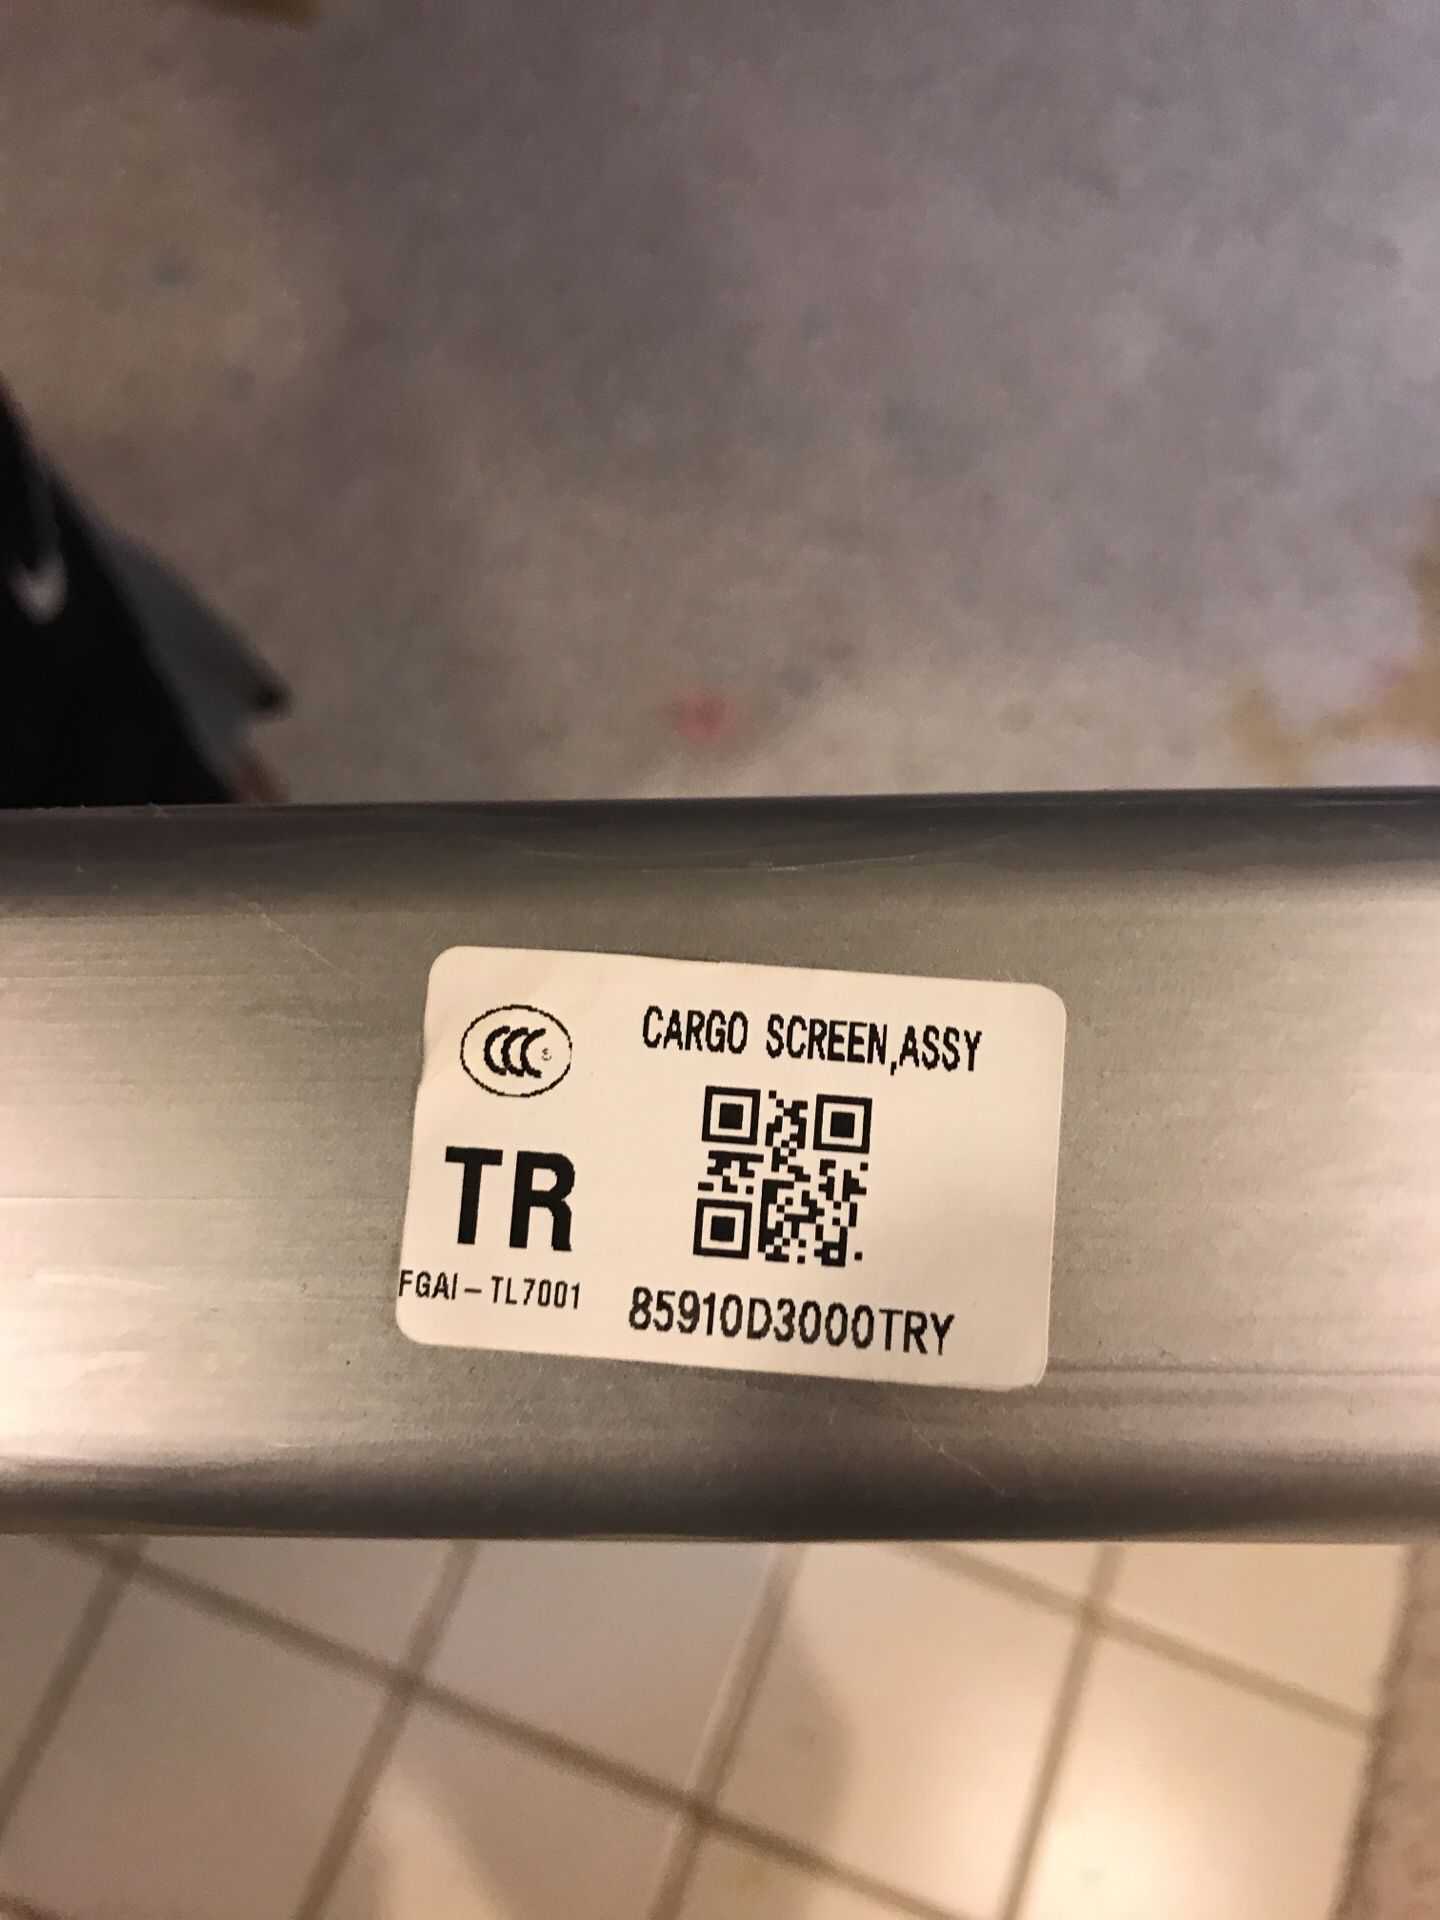 CCC S
CARGO SCREEN,ASSY
TR
FGAI-TL7001
85910D3000TRY